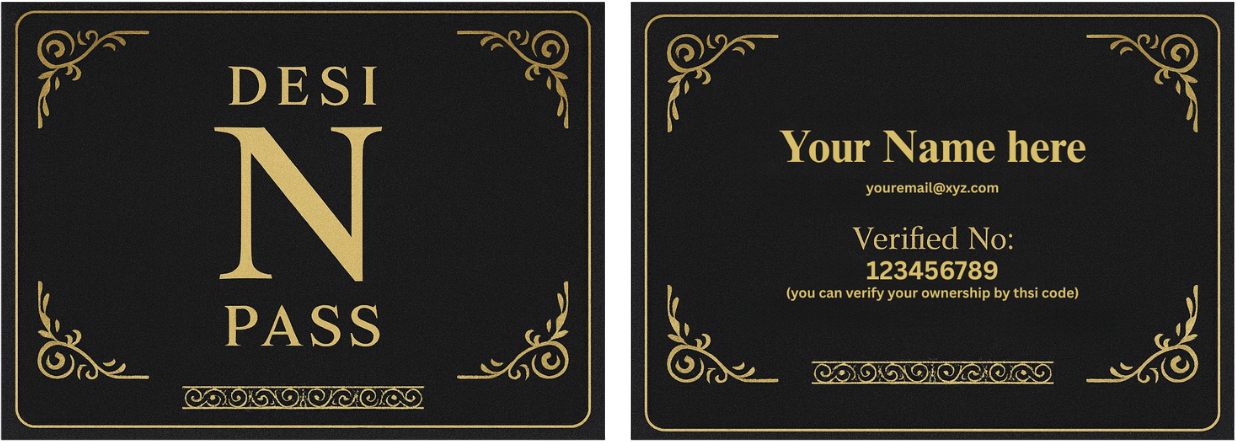 DESI
N
PASS
Your Name here
youremail@xyz.com
Verified No:
123456789
(you can verify your ownership by thsi code)